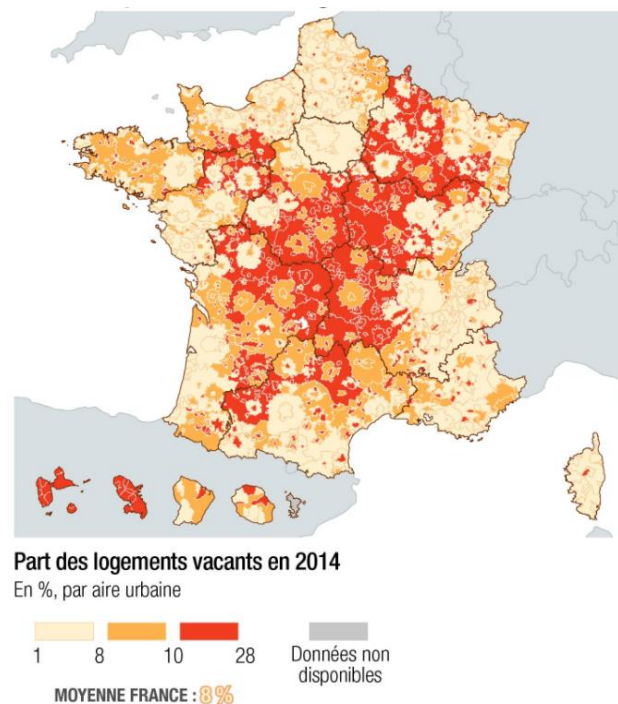 Part des logements vacants en 2014
En %, par aire urbaine
1 8 10 28
Données non
disponibles
MOYENNE FRANCE : 8%